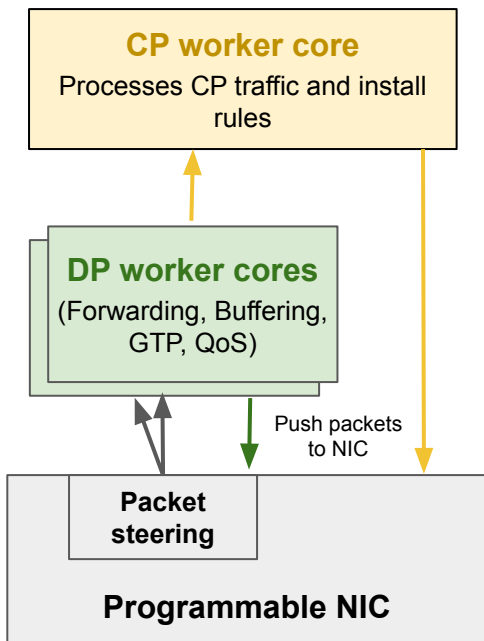 CP worker core
Processes CP traffic and install
rules
DP worker cores
(Forwarding, Buffering,
GTP, QoS)
Push packets
to NIC
Packet
steering
Programmable NIC